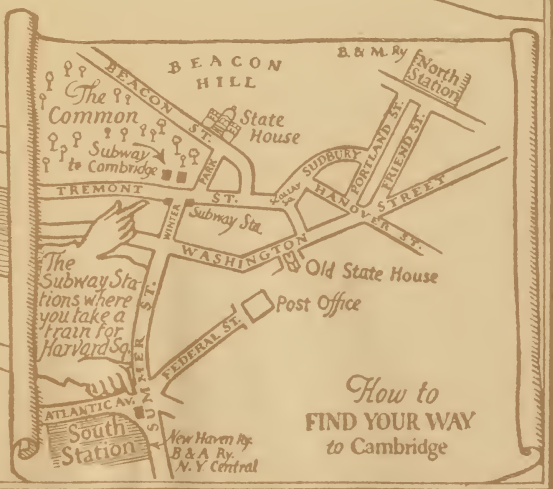 B. & M. Ry
North
Station
BEACON
HILL
BEACON ST.
The
Common
State
House
Subway
to Cambridge
PARK
TREMONT ST.
Subway Sta.
WINTER
SCOLLAY SQ.
SUDBURY
PORTLAND ST.
FRIEND ST.
HANOVER ST.
STREET
WASHINGTON
Old State House
The
Subway Sta-
tions where
you take a
train for
Harvard Sq.
Post Office
FEDERAL ST.
SUMMER ST.
ATLANTIC AV.
South
Station
New Haven Ry.
B & A Ry.
N. Y. Central
How to
FIND YOUR WAY
to Cambridge